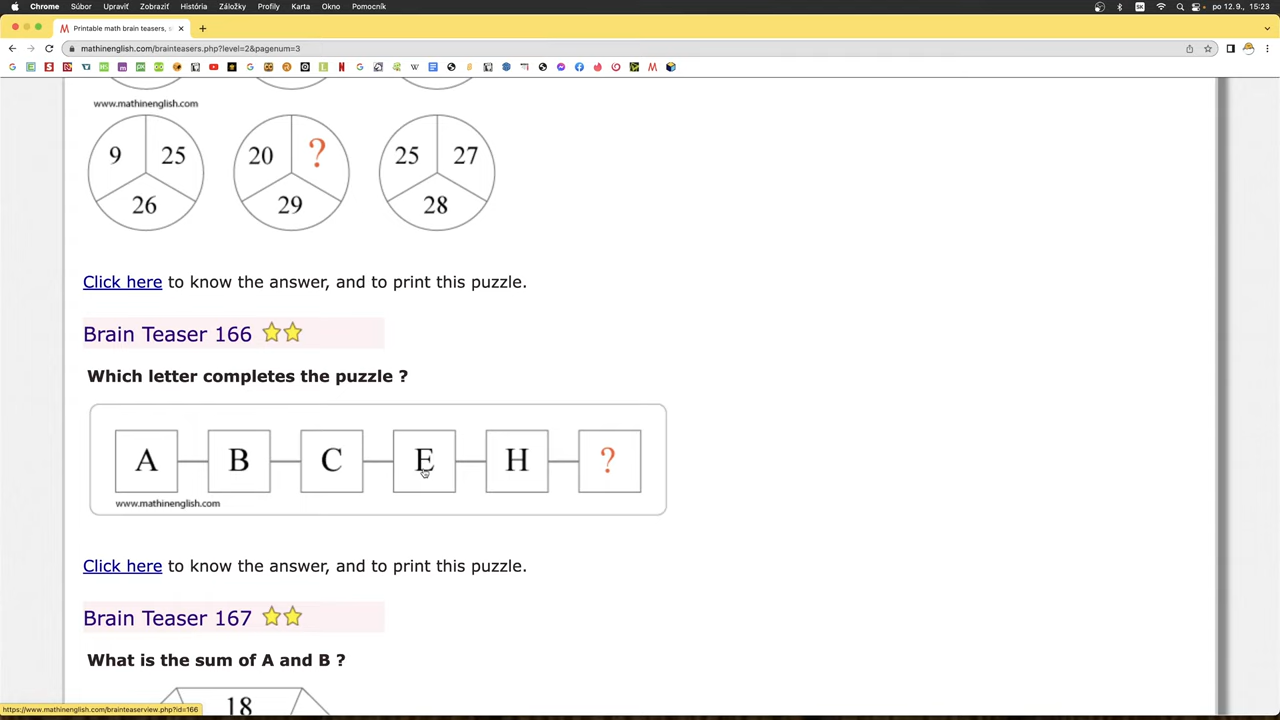 Chrome Súbor Upraviť Zobraziť História Záložky Profily Karta Okno Pomocník SK po 12.9., 15:23
Printable math brain teasers,
mathinenglish.com/brainteasers.php?level=2&pagenum=3
www.mathinenglish.com
9 25 20 ? 25 27
26 29 28
Click here to know the answer, and to print this puzzle.
Brain Teaser 166
Which letter completes the puzzle ?
A B C E H ?
www.mathinenglish.com
Click here to know the answer, and to print this puzzle.
Brain Teaser 167
What is the sum of A and B ?
18
https://www.mathinenglish.com/brainteaserview.php?id=166